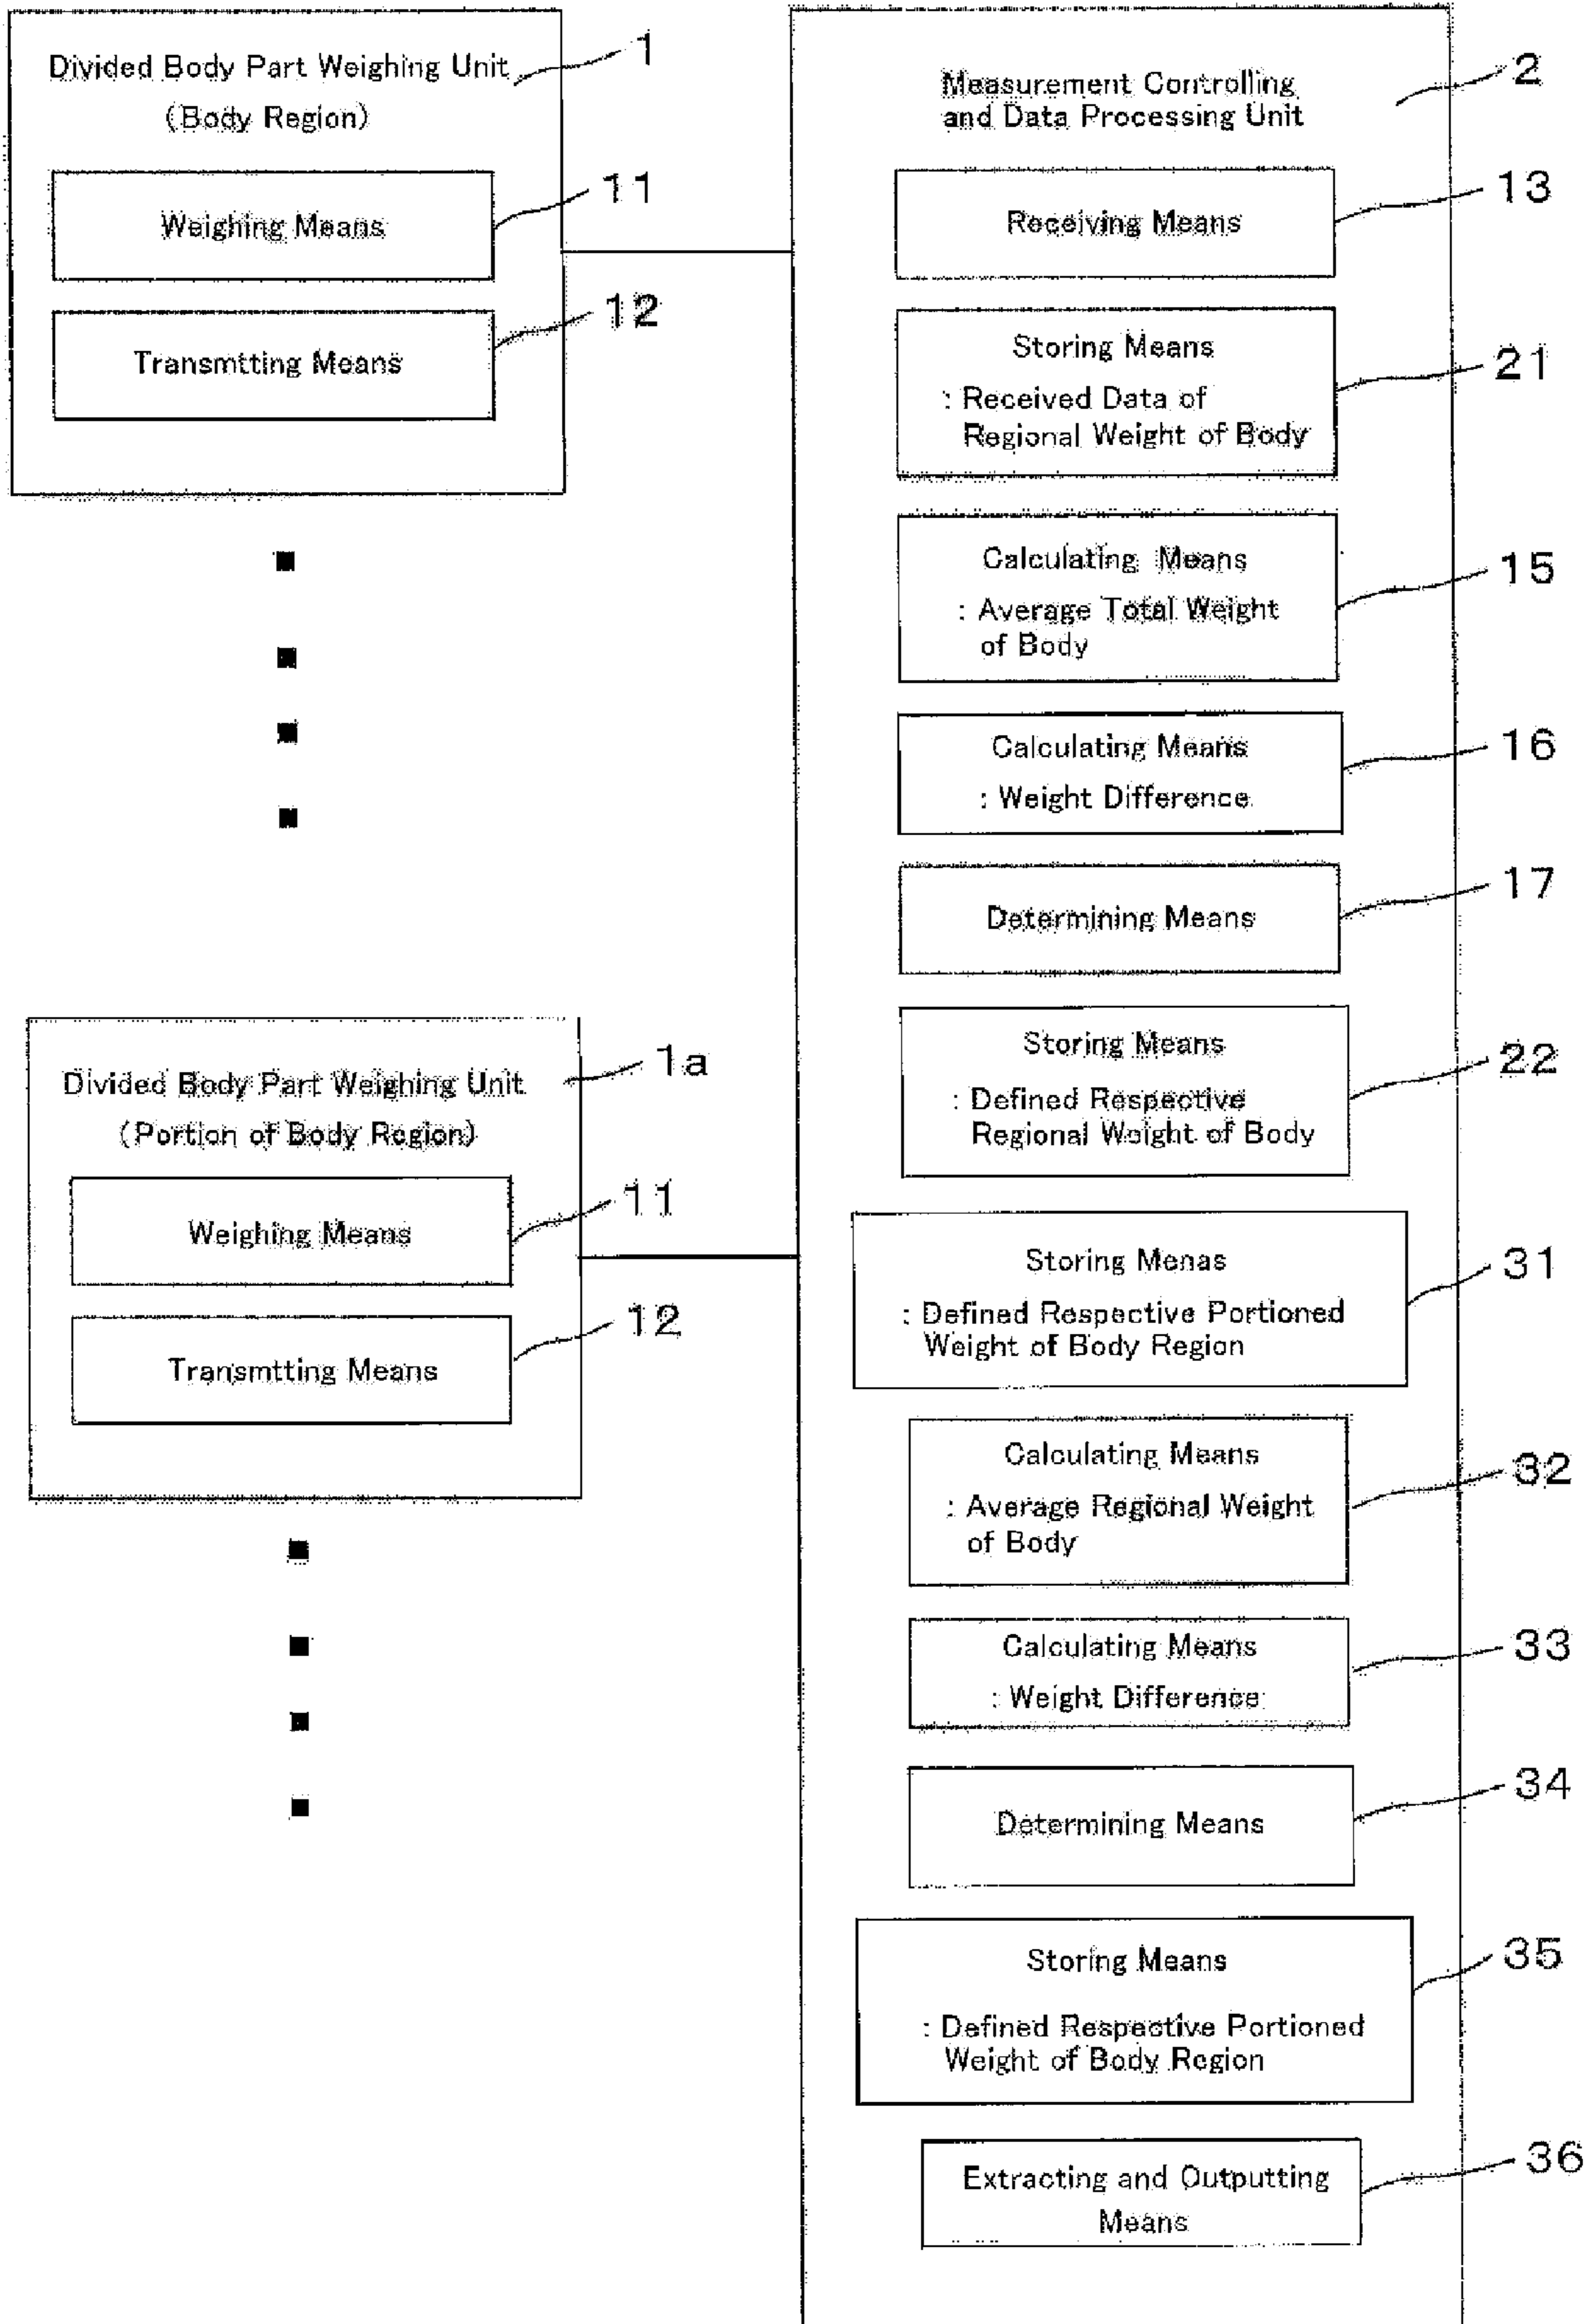 Divided Body Part Weighing Unit
(Body Region)
1
Weighing Means
11
Transmtting Means
12
Divided Body Part Weighing Unit
(Portion of Body Region)
1a
Weighing Means
11
Transmtting Means
12
Measurement Controlling
and Data Processing Unit
2
Receiving Means
13
Storing Means
: Received Data of
Regional Weight of Body
21
Calculating Means
: Average Total Weight
of Body
15
Calculating Means
: Weight Difference
16
Determining Means
17
Storing Means
: Defined Respective
Regional Weight of Body
22
Storing Menas
: Defined Respective Portioned
Weight of Body Region
31
Calculating Means
: Average Regional Weight
of Body
32
Calculating Means
: Weight Difference
33
Determining Means
34
Storing Means
: Defined Respective Portioned
Weight of Body Region
35
Extracting and Outputting
Means
36